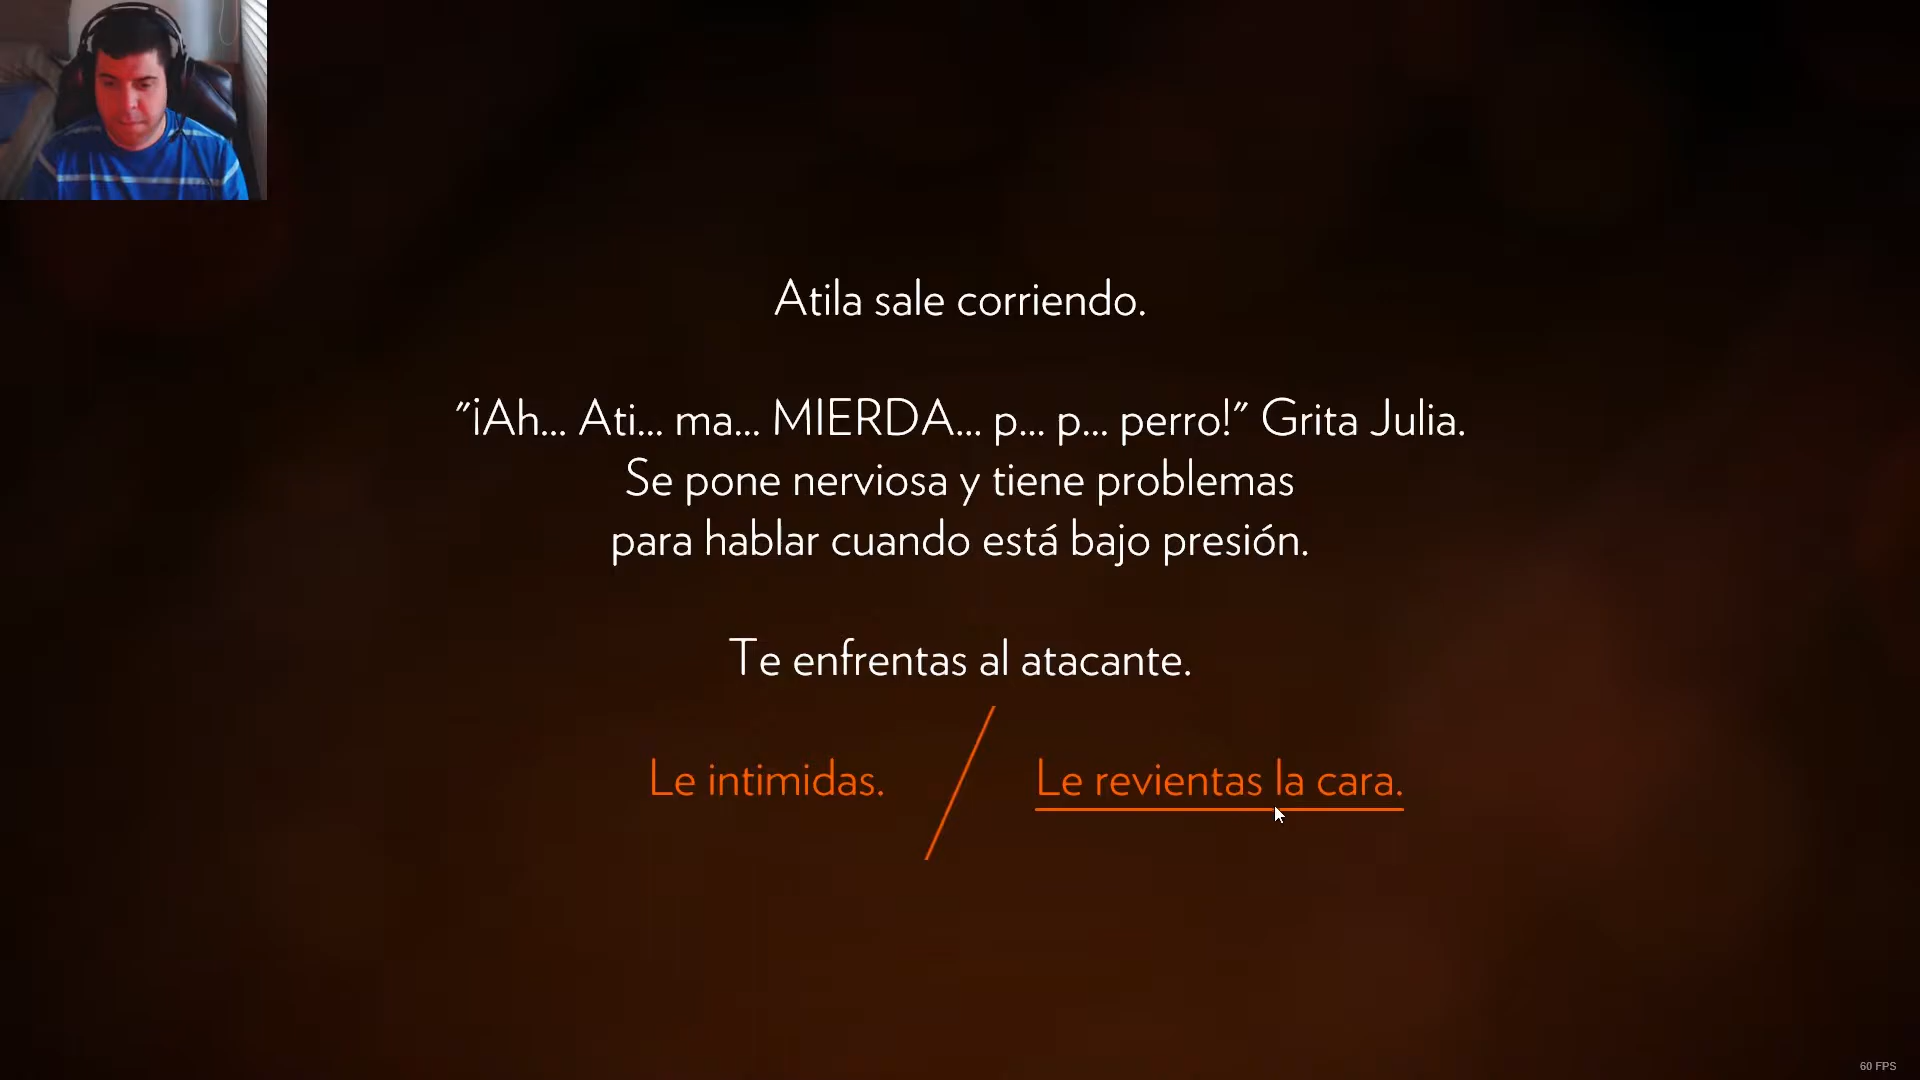 Atila sale corriendo.
"¡Ah... Ati... ma... MIERDA... p... p... perro!" Grita Julia.
Se pone nerviosa y tiene problemas
para hablar cuando está bajo presión.
Te enfrentas al atacante.
Le intimidas.
Le revientas la cara.
60 FPS